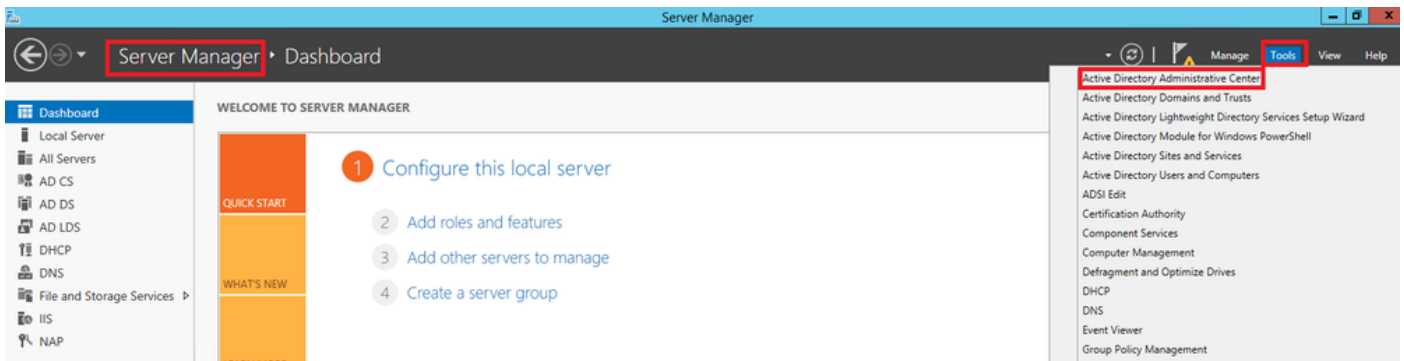 Server Manager
Server Manager • Dashboard
Manage Tools View Help
Dashboard
Local Server
All Servers
AD CS
AD DS
AD LDS
DHCP
DNS
File and Storage Services
IIS
NAP
WELCOME TO SERVER MANAGER
QUICK START
WHAT'S NEW
1 Configure this local server
2 Add roles and features
3 Add other servers to manage
4 Create a server group
Active Directory Administrative Center
Active Directory Domains and Trusts
Active Directory Lightweight Directory Services Setup Wizard
Active Directory Module for Windows PowerShell
Active Directory Sites and Services
Active Directory Users and Computers
ADSI Edit
Certification Authority
Component Services
Computer Management
Defragment and Optimize Drives
DHCP
DNS
Event Viewer
Group Policy Management